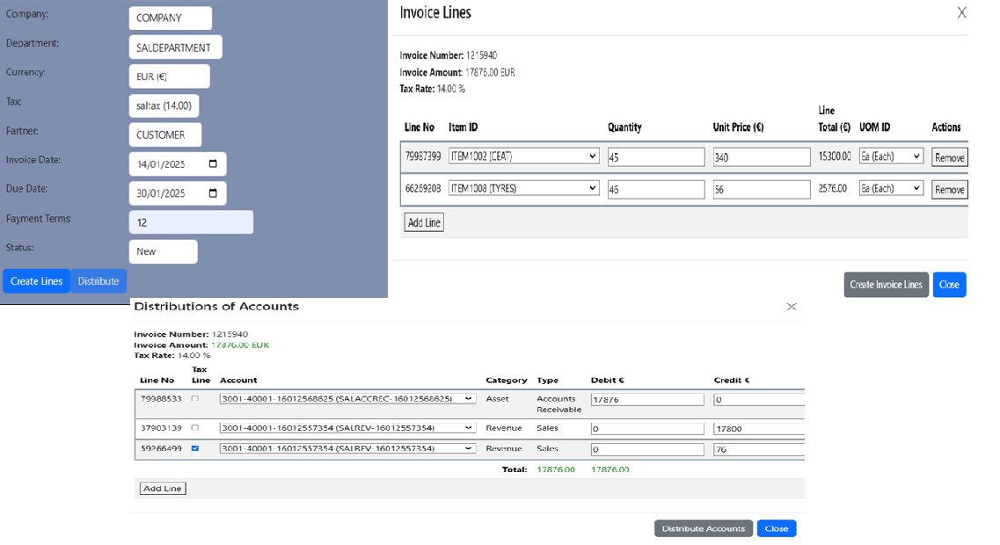 Company: COMPANY
Department: SALDEPARTMENT
Currency: EUR (€)
Tax: saltax (14.00)
Partner: CUSTOMER
Invoice Date: 14/01/2025
Due Date: 30/01/2025
Payment Terms: 12
Status: New
Create Lines Distribute
Invoice Lines
Invoice Number: 1215940
Invoice Amount: 17876.00 EUR
Tax Rate: 14.00 %
Line
Line No Item ID Quantity Unit Price (€) Total (€) UOM ID Actions
79987399 ITEM1002 (CEAT) 45 340 15300.00 Ea (Each) Remove
66269208 ITEM1008 (TYRES) 46 56 2576.00 Ea (Each) Remove
Add Line
Create Invoice Lines Close
Distributions of Accounts
Invoice Number: 1215940
Invoice Amount: 17876.00 EUR
Tax Rate: 14.00 %
Tax
Line No Line Account Category Type Debit € Credit €
79988533 3001-40001-16012568625 (SALACCREC-16012568625) Asset Accounts 17876 0
Receivable
37903139 3001-40001-16012557354 (SALREV-16012557354) Revenue Sales 0 17800
59266499 3001-40001-16012557354 (SALREV-16012557354) Revenue Sales 0 76
Total: 17876.00 17876.00
Add Line
Distribute Accounts Close